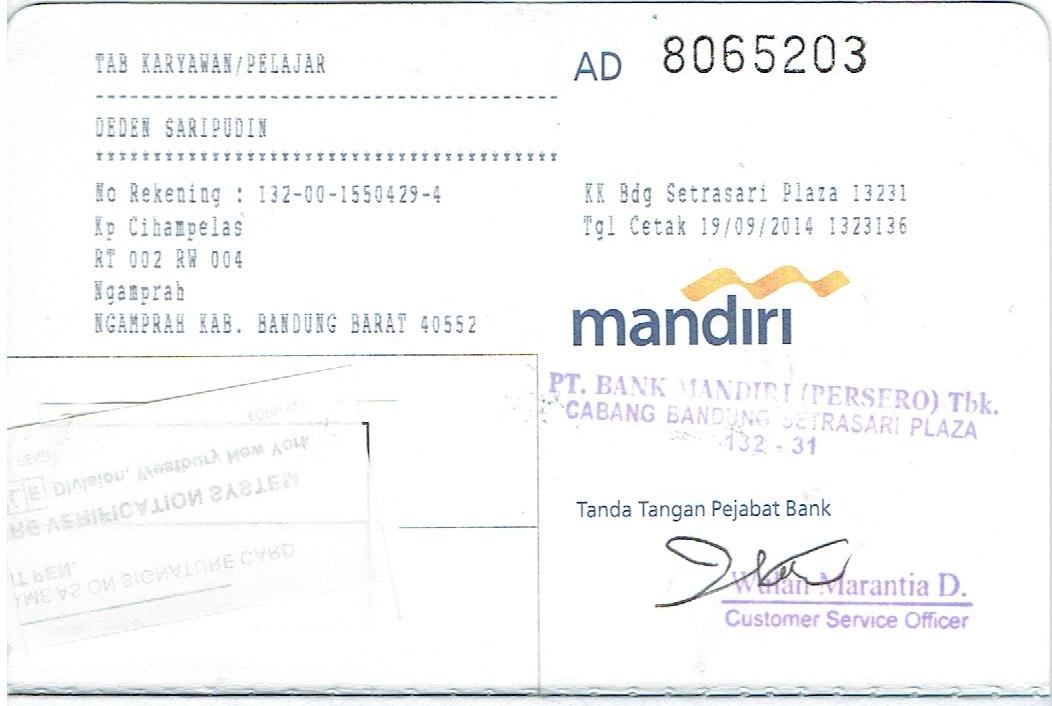 TAB KARYAWAN/PELAJAR
DEDEN SARIPUDIN
No Rekening : 132-00-1550429-4
Kp Cihampelas
RT 002 RW 004
Ngamprah
NGAMPRAH KAB. BANDUNG BARAT 40552
AD 8065203
KK Bdg Setrasari Plaza 13231
Tgl Cetak 19/09/2014 1323136
mandiri
PT. BANK MANDIRI (PERSERO) Tbk.
CABANG BANDUNG SETRASARI PLAZA
132 - 31
Tanda Tangan Pejabat Bank
Wulan Marantia D.
Customer Service Officer
IT PEN.
AME AS ON SIGNATURE CARD
RE VERIFICATION SYSTEM
LE Division, Westbury New York